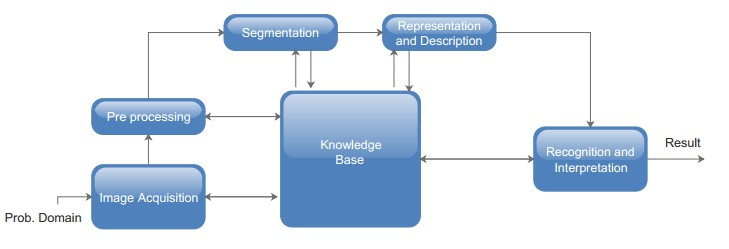 Segmentation
Representation
and Description
Pre processing
Knowledge
Base
Recognition and
Interpretation
Result
Image Acquisition
Prob. Domain